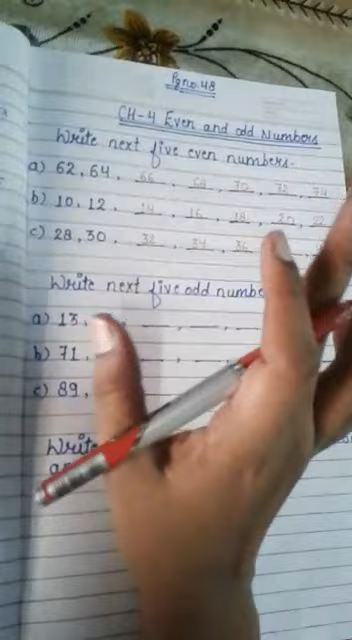 Pg no. 48
CH-4 Even and odd Numbers
Write next five even numbers.
a) 62, 64, 66, 68, 70, 72, 74
b) 10, 12, 14, 16, 18, 20, 22
c) 28, 30, 32, 34, 36
Write next five odd numbe
a) 13,
b) 71,
c) 89,
Write